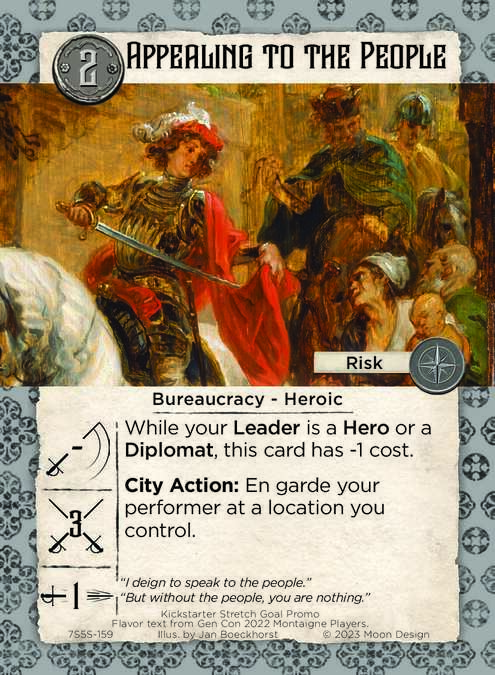 2
APPEALING TO THE PEOPLE
Risk
Bureaucracy - Heroic
While your Leader is a Hero or a
Diplomat, this card has -1 cost.
City Action: En garde your
performer at a location you
control.
-
3
+1
"I deign to speak to the people."
"But without the people, you are nothing."
Kickstarter Stretch Goal Promo
Flavor text from Gen Con 2022 Montaigne Players.
7S5S-159 Illus. by Jan Boeckhorst © 2023 Moon Design